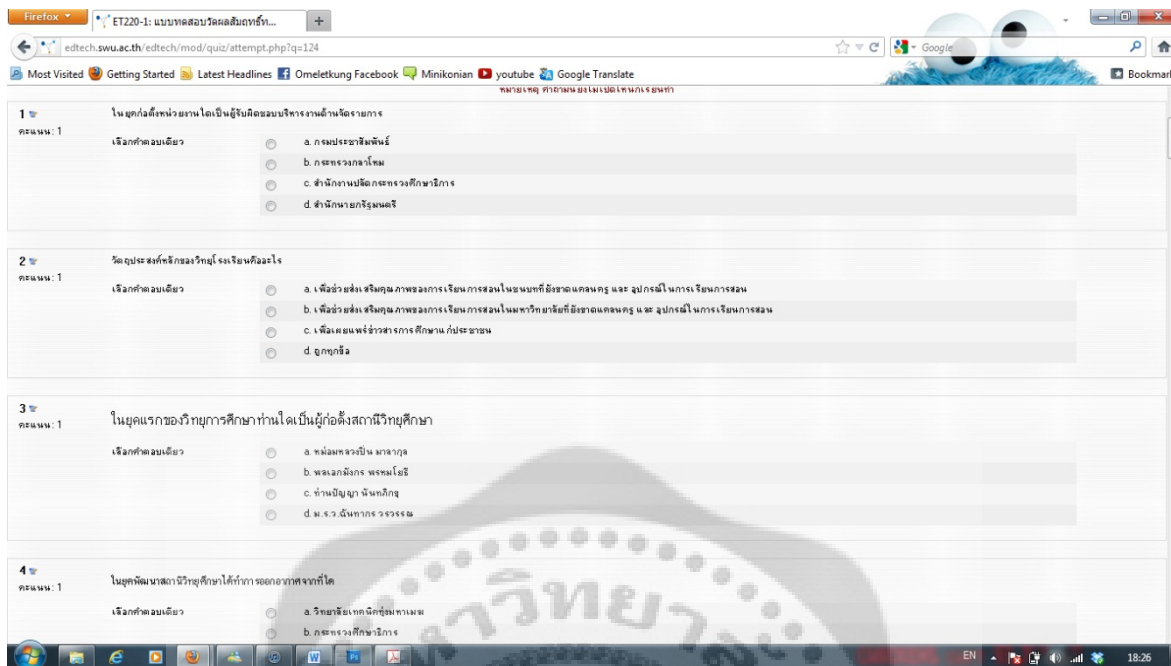 Firefox
ET220-1: แบบทดสอบวัดผลสัมฤทธิ์ท...
edtech.swu.ac.th/edtech/mod/quiz/attempt.php?q=124
Google
Most Visited Getting Started Latest Headlines Omeletkung Facebook Minikonian youtube Google Translate Bookmar
หมายเหตุ คำถามนี้ยังไม่เปิดให้นักเรียนทำ
1
ในยุคก่อตั้งหน่วยงานใดเป็นผู้รับผิดชอบบริหารงานด้านจัดรายการ
คะแนน: 1
เลือกคำตอบเดียว
a. กรมประชาสัมพันธ์
b. กระทรวงกลาโหม
c. สำนักงานปลัดกระทรวงศึกษาธิการ
d. สำนักนายกรัฐมนตรี
2
วัตถุประสงค์หลักของวิทยุโรงเรียนคืออะไร
คะแนน: 1
เลือกคำตอบเดียว
a. เพื่อช่วยส่งเสริมคุณภาพของการเรียนการสอนในชนบทที่ยังขาดแคลนครู และ อุปกรณ์ในการเรียนการสอน
b. เพื่อช่วยส่งเสริมคุณภาพของการเรียนการสอนในมหาวิทยาลัยที่ยังขาดแคลนครู และ อุปกรณ์ในการเรียนการสอน
c. เพื่อเผยแพร่ข่าวสารการศึกษาแก่ประชาชน
d. ถูกทุกข้อ
3
ในยุคแรกของวิทยุการศึกษาท่านใดเป็นผู้ก่อตั้งสถานีวิทยุศึกษา
คะแนน: 1
เลือกคำตอบเดียว
a. หม่อมหลวงปิ่น มาลากุล
b. พลเอกมังกร พรหมโยธี
c. ท่านปัญญา นันทภิกขุ
d. ม.ร.ว.ฉันทากร วรวรรณ
4
ในยุคพัฒนาสถานีวิทยุศึกษาได้ทำการออกอากาศจากที่ใด
คะแนน: 1
เลือกคำตอบเดียว
a. วิทยาลัยเทคนิคทุ่งมหาเมฆ
b. กระทรวงศึกษาธิการ
EN 18:26